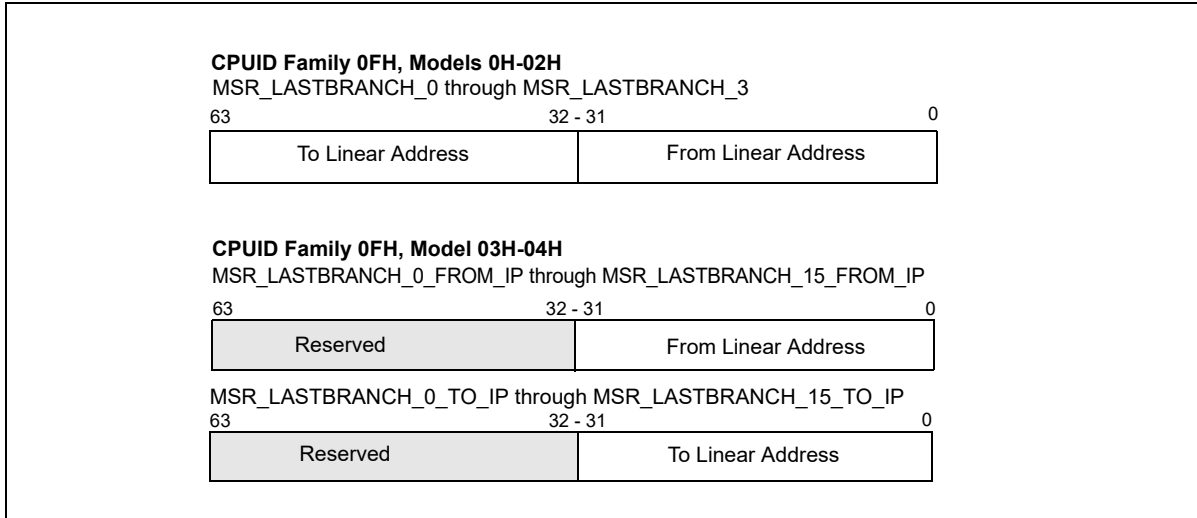 CPUID Family 0FH, Models 0H-02H
MSR_LASTBRANCH_0 through MSR_LASTBRANCH_3
63 32 - 31 0
To Linear Address From Linear Address
CPUID Family 0FH, Model 03H-04H
MSR_LASTBRANCH_0_FROM_IP through MSR_LASTBRANCH_15_FROM_IP
63 32 - 31 0
Reserved From Linear Address
MSR_LASTBRANCH_0_TO_IP through MSR_LASTBRANCH_15_TO_IP
63 32 - 31 0
Reserved To Linear Address